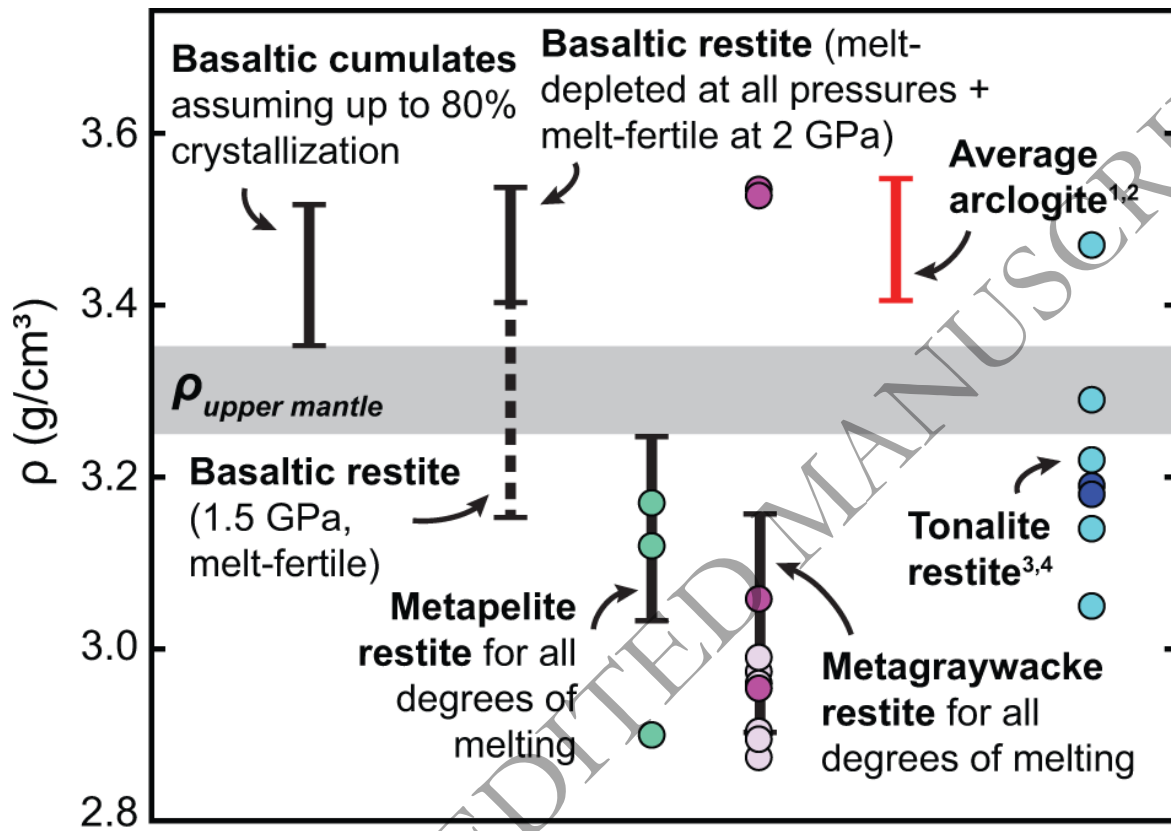 Basaltic cumulates
assuming up to 80%
crystallization
Basaltic restite (melt-
depleted at all pressures +
melt-fertile at 2 GPa)
Average
arclogite¹,²
3.6
3.4
3.2
3.0
2.8
ρ (g/cm³)
ρ upper mantle
Basaltic restite
(1.5 GPa,
melt-fertile)
Metapelite
restite for all
degrees of
melting
Tonalite
restite³,⁴
Metagraywacke
restite for all
degrees of melting
EDITED MANUSCRI